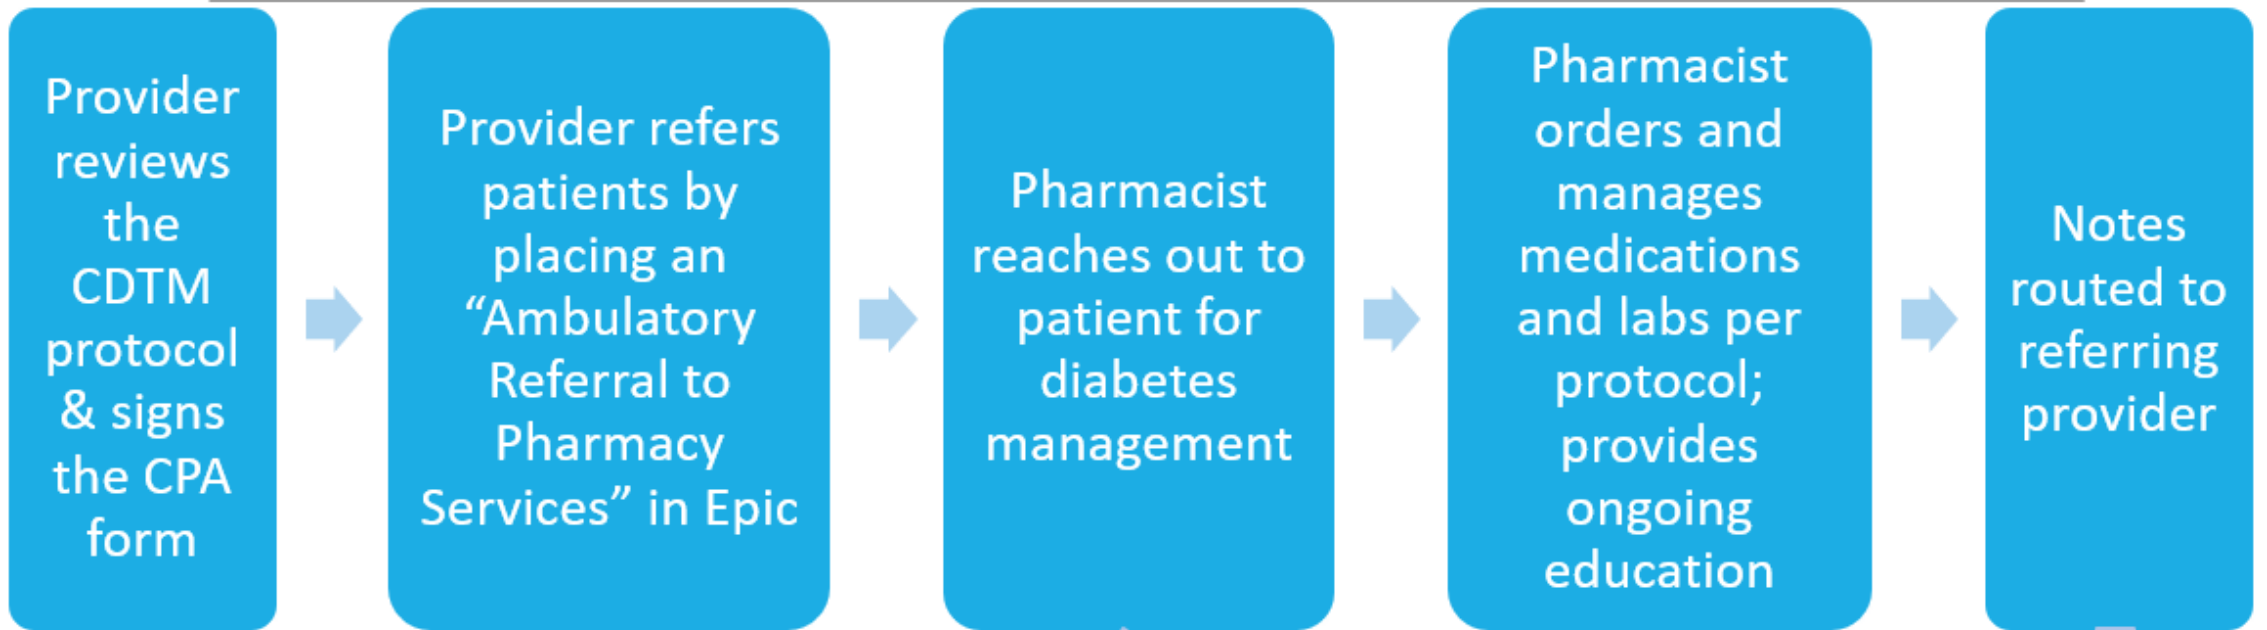 Provider
reviews
the
CDTM
protocol
& signs
the CPA
form
Provider refers
patients by
placing an
“Ambulatory
Referral to
Pharmacy
Services” in Epic
Pharmacist
reaches out to
patient for
diabetes
management
Pharmacist
orders and
manages
medications
and labs per
protocol;
provides
ongoing
education
Notes
routed to
referring
provider